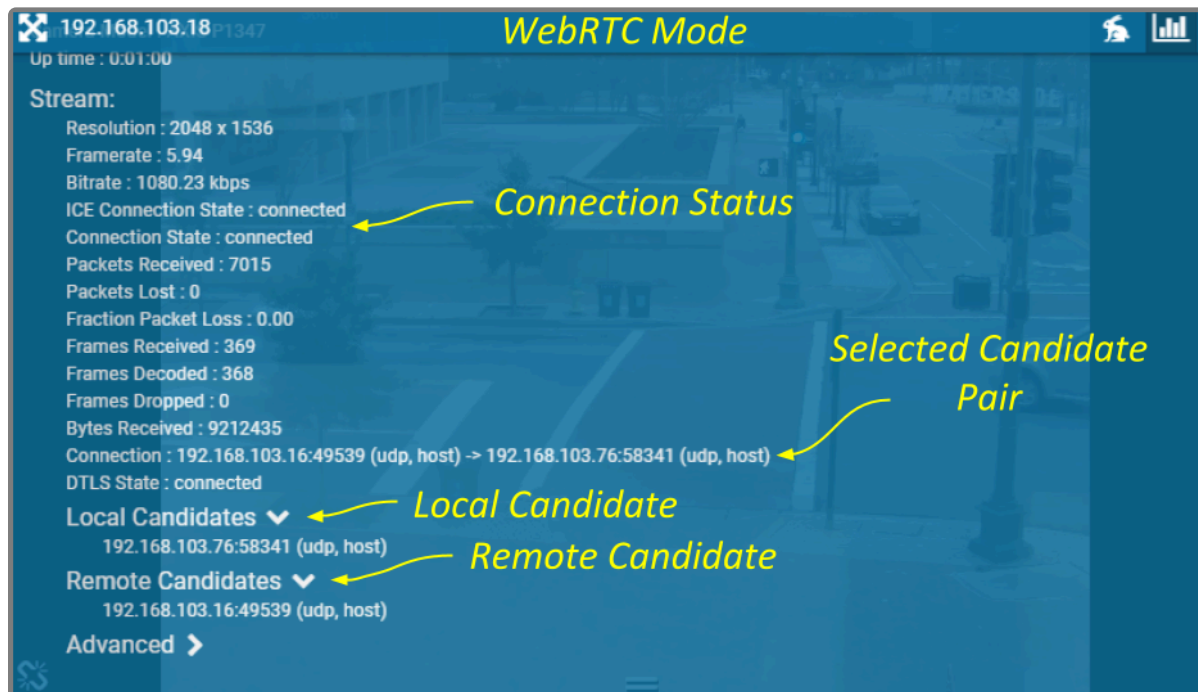 192.168.103.18
WebRTC Mode
P1347
Up time : 0:01:00
Stream:
Resolution : 2048 x 1536
Framerate : 5.94
Bitrate : 1080.23 kbps
ICE Connection State : connected
Connection Status
Connection State : connected
Packets Received : 7015
Packets Lost : 0
Fraction Packet Loss : 0.00
Frames Received : 369
Selected Candidate
Pair
Frames Decoded : 368
Frames Dropped : 0
Bytes Received : 9212435
Connection : 192.168.103.16:49539 (udp, host) -> 192.168.103.76:58341 (udp, host)
DTLS State : connected
Local Candidates
Local Candidate
192.168.103.76:58341 (udp, host)
Remote Candidates
Remote Candidate
192.168.103.16:49539 (udp, host)
Advanced